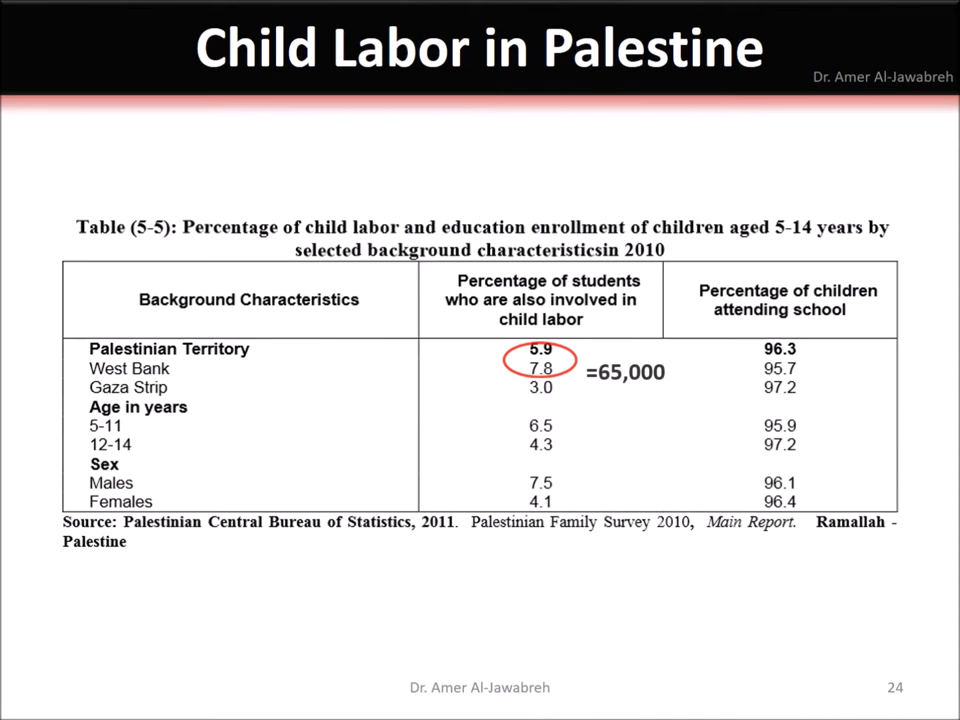 Child Labor in Palestine
Dr. Amer Al-Jawabreh
Table (5-5): Percentage of child labor and education enrollment of children aged 5-14 years by
selected background characteristicsin 2010
Background Characteristics
Percentage of students
who are also involved in
child labor
Percentage of children
attending school
Palestinian Territory 5.9 96.3
West Bank 7.8 95.7
=65,000
Gaza Strip 3.0 97.2
Age in years
5-11 6.5 95.9
12-14 4.3 97.2
Sex
Males 7.5 96.1
Females 4.1 96.4
Source: Palestinian Central Bureau of Statistics, 2011. Palestinian Family Survey 2010, Main Report. Ramallah -
Palestine
Dr. Amer Al-Jawabreh
24